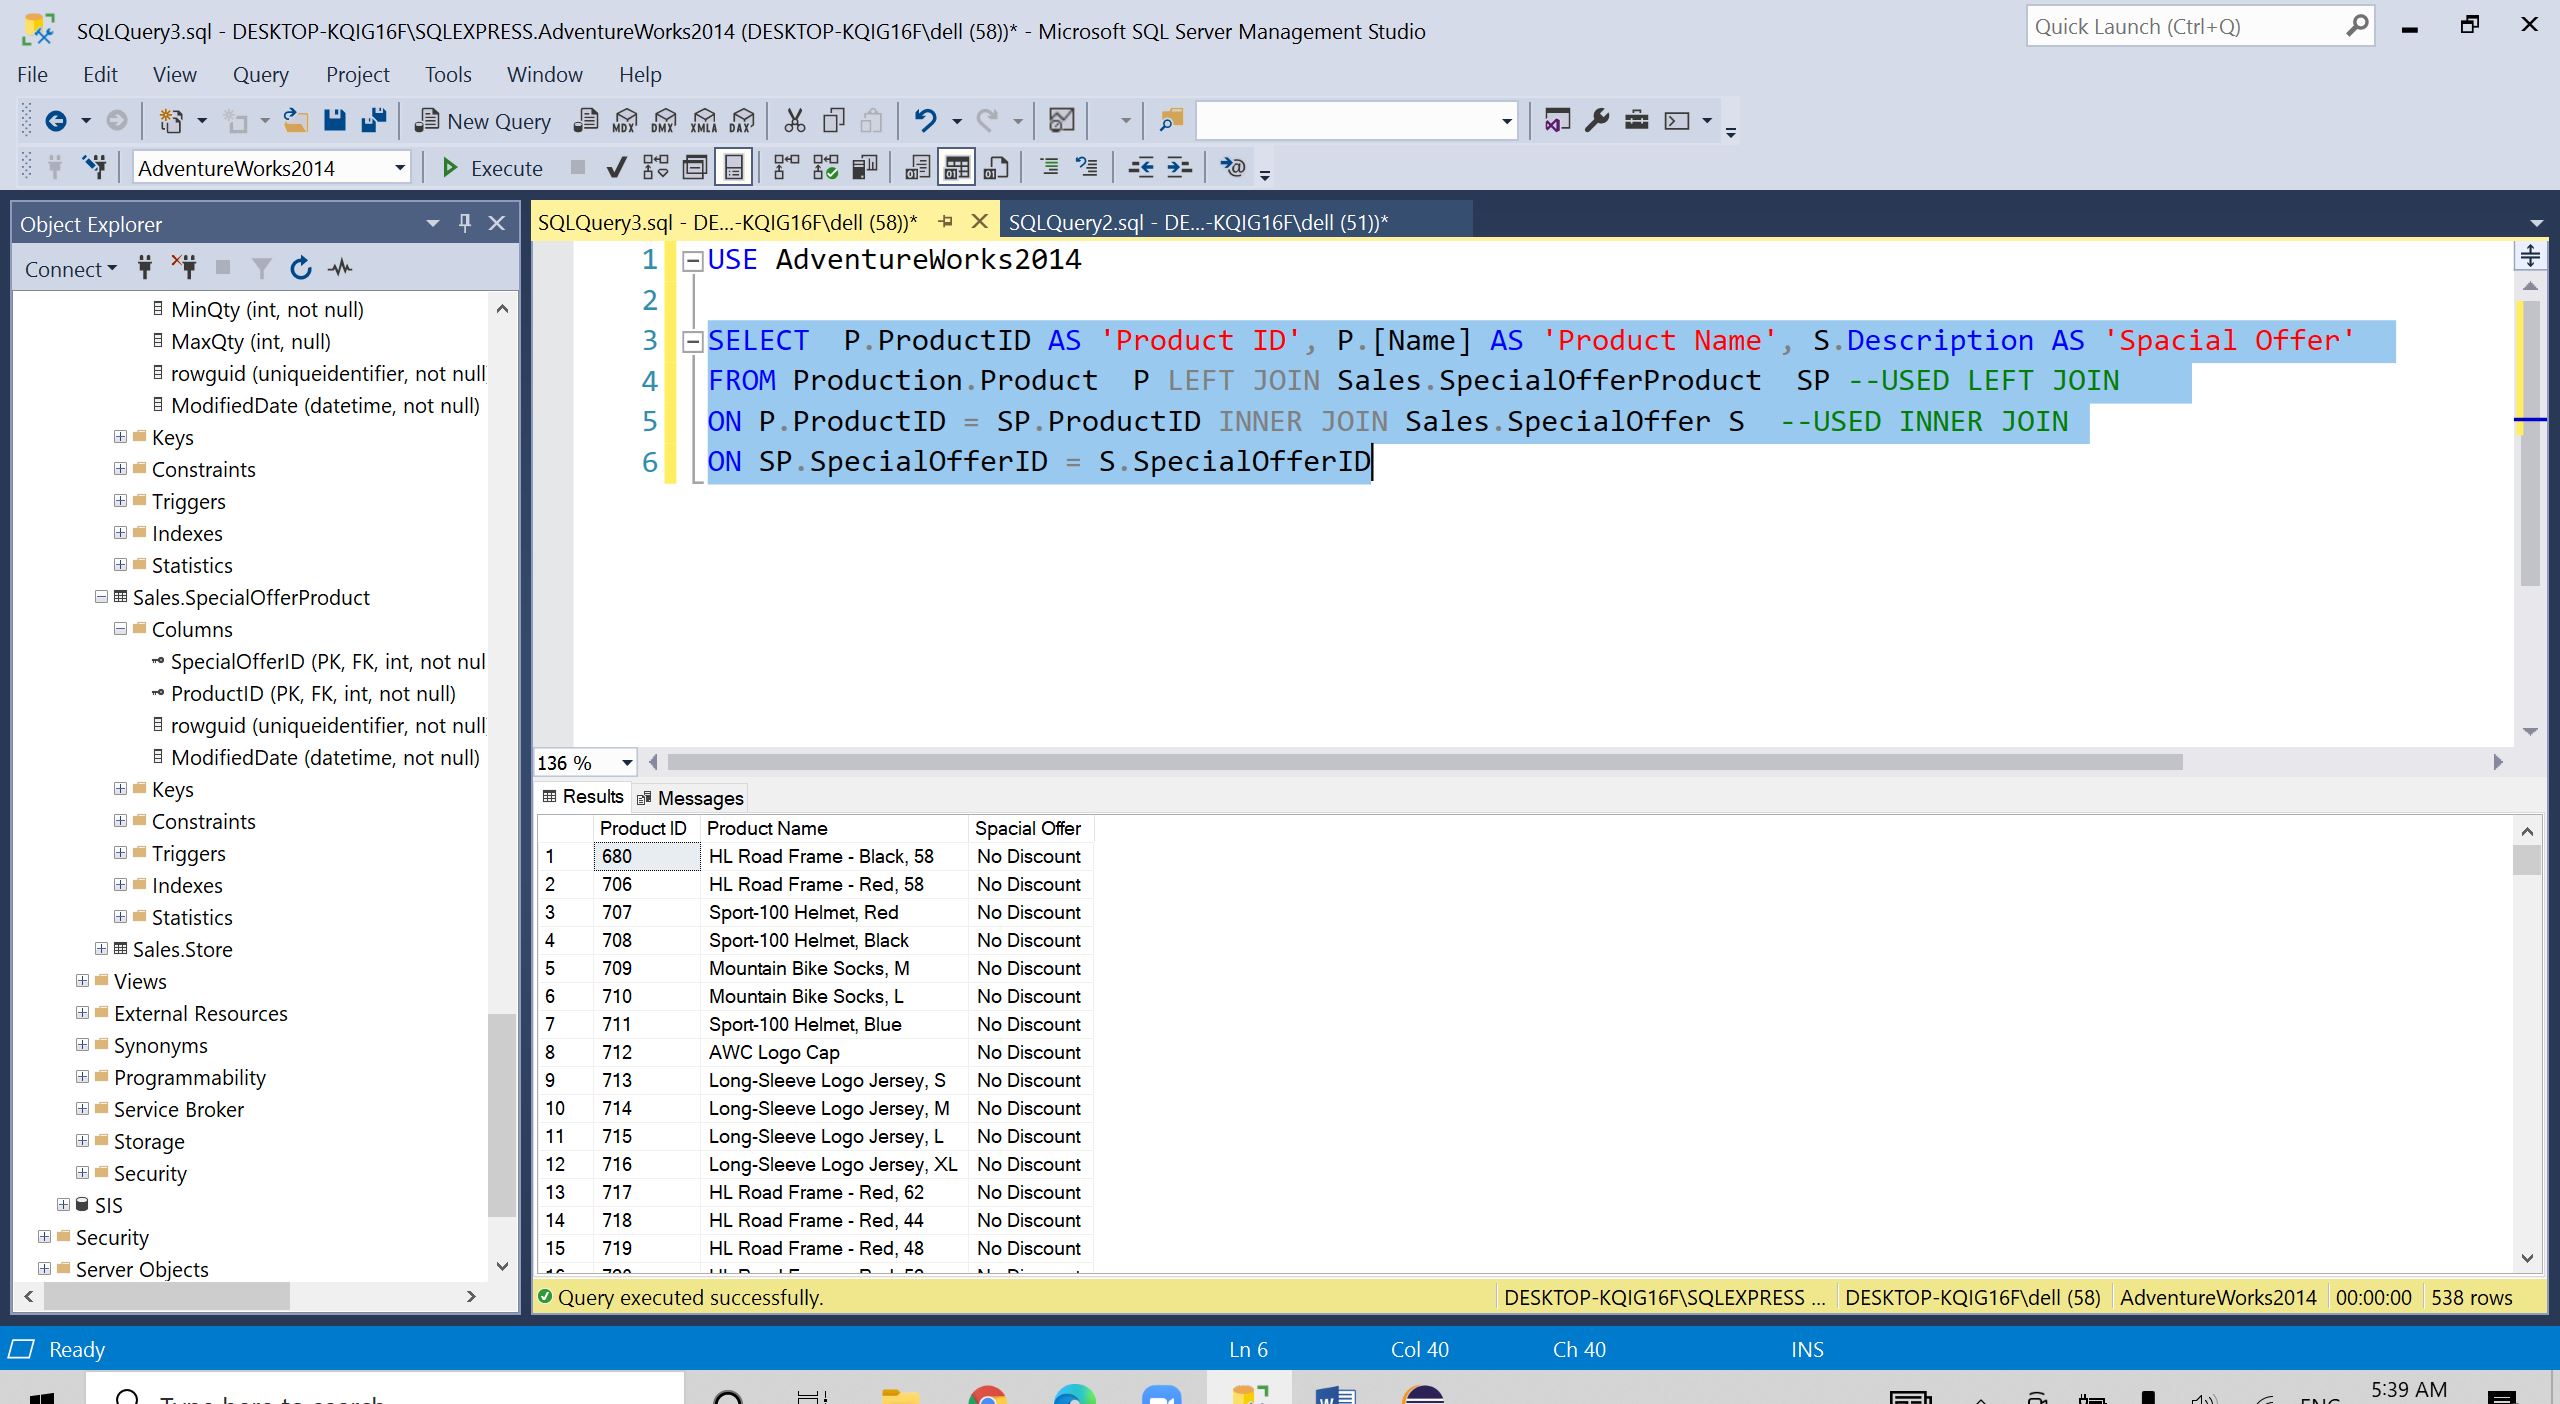 SQLQuery3.sql - DESKTOP-KQIG16F\SQLEXPRESS.AdventureWorks2014 (DESKTOP-KQIG16F\dell (58))* - Microsoft SQL Server Management Studio
Quick Launch (Ctrl+Q)
File Edit View Query Project Tools Window Help
New Query MDX DMX XMLA DAX
AdventureWorks2014 Execute
Object Explorer
Connect
MinQty (int, not null)
MaxQty (int, null)
rowguid (uniqueidentifier, not null
ModifiedDate (datetime, not null)
Keys
Constraints
Triggers
Indexes
Statistics
Sales.SpecialOfferProduct
Columns
SpecialOfferID (PK, FK, int, not nul
ProductID (PK, FK, int, not null)
rowguid (uniqueidentifier, not null
ModifiedDate (datetime, not null)
Keys
Constraints
Triggers
Indexes
Statistics
Sales.Store
Views
External Resources
Synonyms
Programmability
Service Broker
Storage
Security
SIS
Security
Server Objects
SQLQuery3.sql - DE...-KQIG16F\dell (58))* SQLQuery2.sql - DE...-KQIG16F\dell (51))*
1 USE AdventureWorks2014
2
3 SELECT  P.ProductID AS 'Product ID', P.[Name] AS 'Product Name', S.Description AS 'Spacial Offer'
4 FROM Production.Product  P LEFT JOIN Sales.SpecialOfferProduct  SP --USED LEFT JOIN
5 ON P.ProductID = SP.ProductID INNER JOIN Sales.SpecialOffer S  --USED INNER JOIN
6 ON SP.SpecialOfferID = S.SpecialOfferID
136 %
Results Messages
Product ID Product Name Spacial Offer
1 680 HL Road Frame - Black, 58 No Discount
2 706 HL Road Frame - Red, 58 No Discount
3 707 Sport-100 Helmet, Red No Discount
4 708 Sport-100 Helmet, Black No Discount
5 709 Mountain Bike Socks, M No Discount
6 710 Mountain Bike Socks, L No Discount
7 711 Sport-100 Helmet, Blue No Discount
8 712 AWC Logo Cap No Discount
9 713 Long-Sleeve Logo Jersey, S No Discount
10 714 Long-Sleeve Logo Jersey, M No Discount
11 715 Long-Sleeve Logo Jersey, L No Discount
12 716 Long-Sleeve Logo Jersey, XL No Discount
13 717 HL Road Frame - Red, 62 No Discount
14 718 HL Road Frame - Red, 44 No Discount
15 719 HL Road Frame - Red, 48 No Discount
Query executed successfully. DESKTOP-KQIG16F\SQLEXPRESS ... DESKTOP-KQIG16F\dell (58) AdventureWorks2014 00:00:00 538 rows
Ready Ln 6 Col 40 Ch 40 INS
Type here to search
5:39 AM